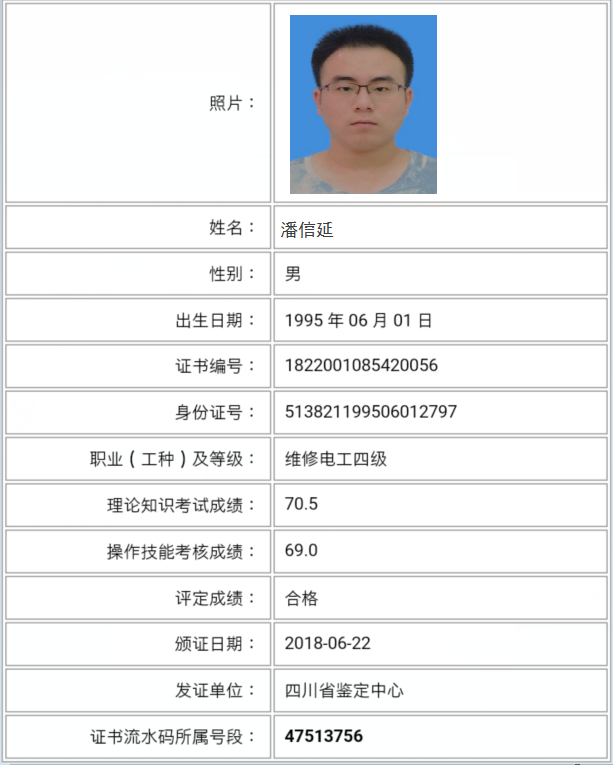 照片：
姓名： 潘信延
性别： 男
出生日期： 1995 年 06 月 01 日
证书编号： 1822001085420056
身份证号： 513821199506012797
职业（工种）及等级： 维修电工四级
理论知识考试成绩： 70.5
操作技能考核成绩： 69.0
评定成绩： 合格
颁证日期： 2018-06-22
发证单位： 四川省鉴定中心
证书流水码所属号段： 47513756